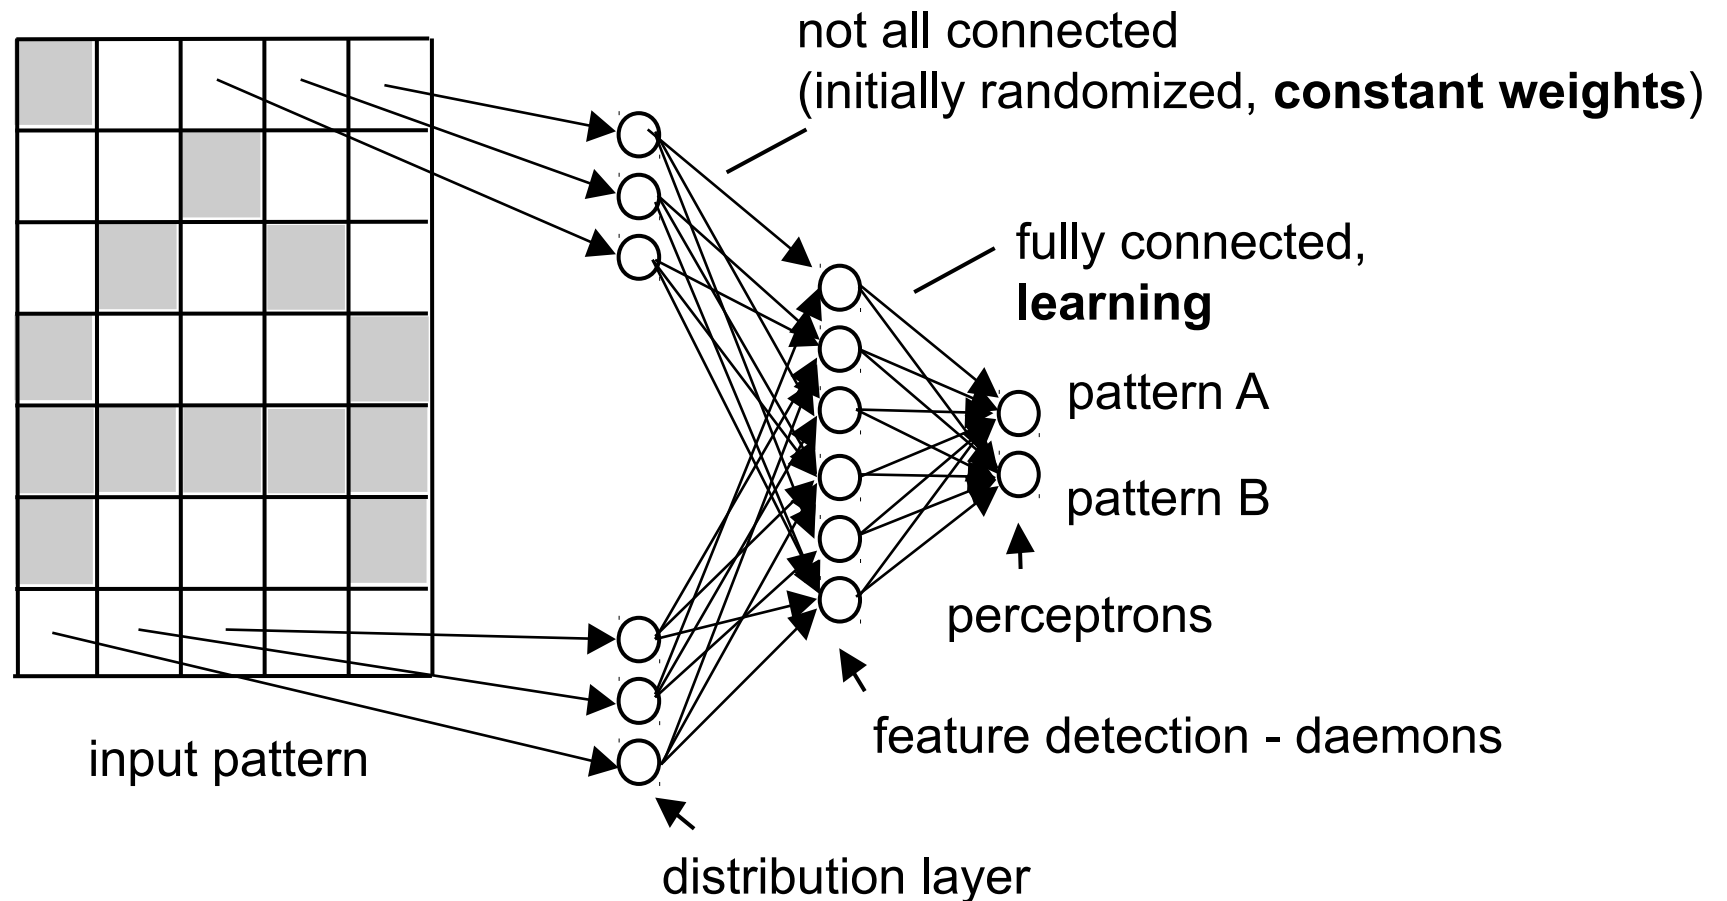 not all connected
(initially randomized, constant weights)
fully connected,
learning
pattern A
pattern B
perceptrons
feature detection - daemons
input pattern
distribution layer